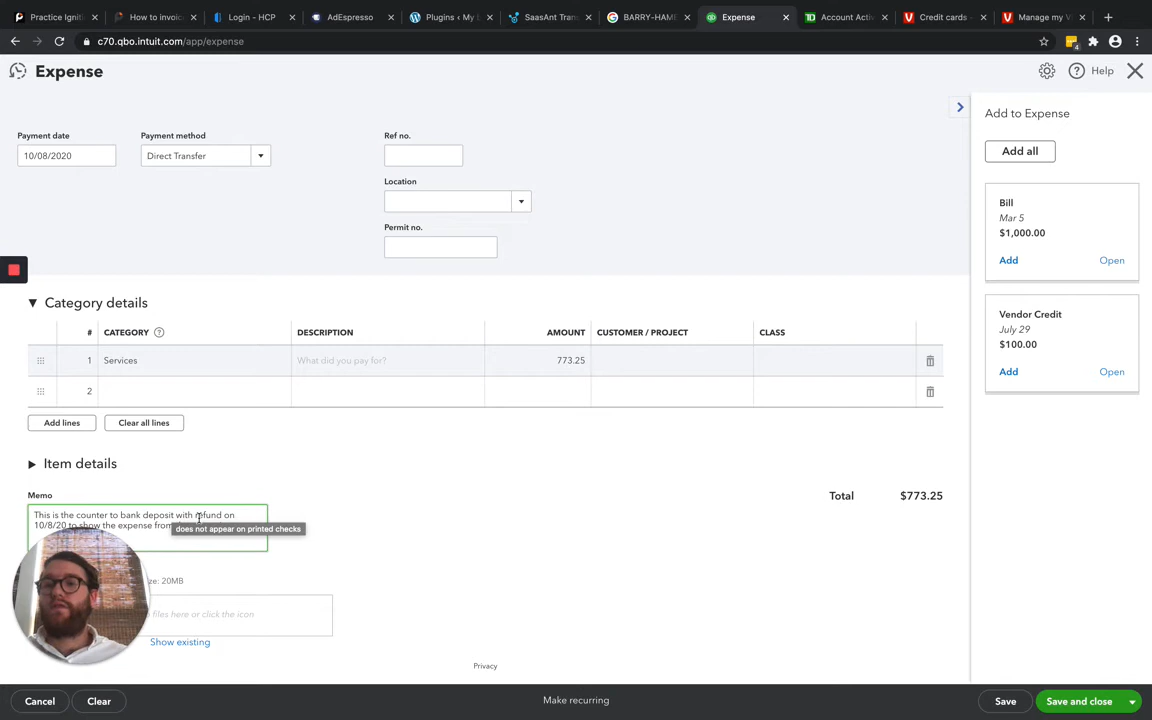 Practice Igniti
How to invoic
Login - HCP
AdEspresso
Plugins ‹ My l
SaasAnt Tran
BARRY-HAM
Expense
Account Activ
Credit cards -
Manage my V
c70.qbo.intuit.com/app/expense
4
Expense
Help
Payment date
Payment method
Ref no.
10/08/2020
Direct Transfer
Location
Permit no.
Add to Expense
Add all
Bill
Mar 5
$1,000.00
Add Open
Vendor Credit
July 29
$100.00
Add Open
Category details
# CATEGORY DESCRIPTION AMOUNT CUSTOMER / PROJECT CLASS
1 Services What did you pay for? 773.25
2
Add lines Clear all lines
Item details
Memo
Total $773.25
This is the counter to bank deposit with refund on
10/8/20 to show the expense from
does not appear on printed checks
size: 20MB
files here or click the icon
Show existing
Privacy
Cancel Clear Make recurring Save Save and close